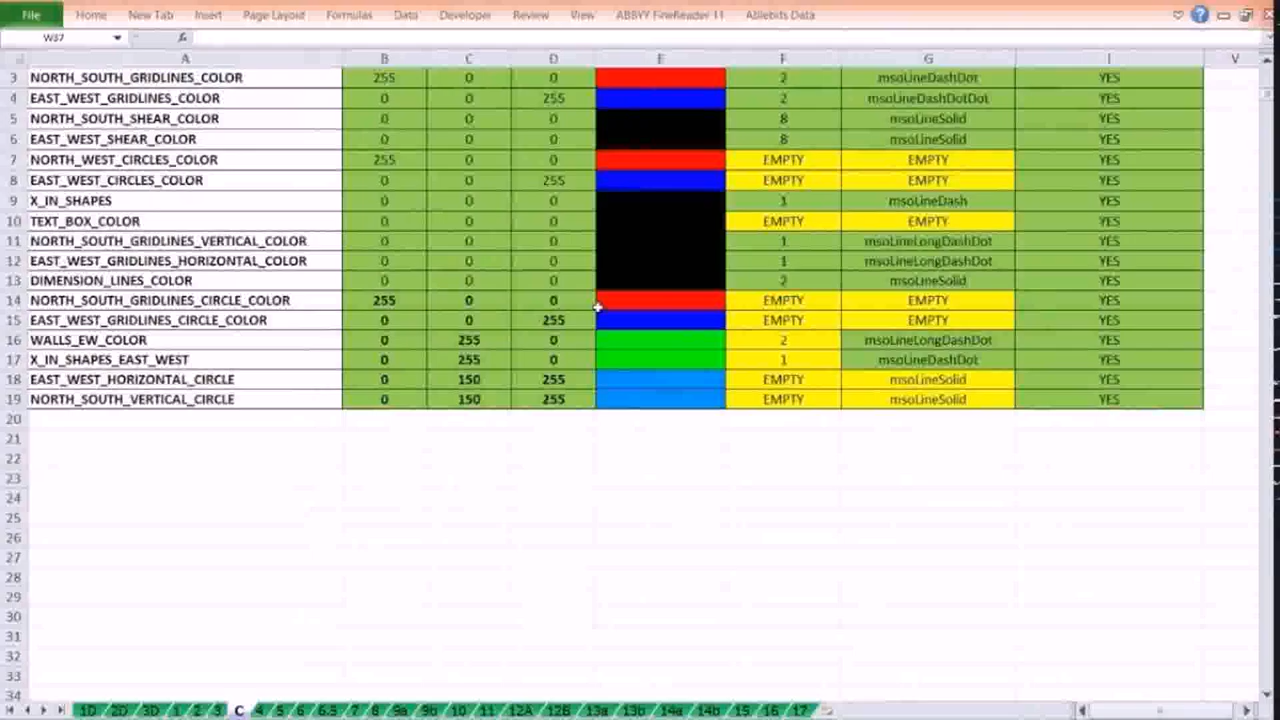 File Home New Tab Insert Page Layout Formulas Data Developer Review View ABBYY FineReader 11 Ablebits Data
W37 fx
A B C D E F G I V
3 NORTH_SOUTH_GRIDLINES_COLOR 255 0 0 2 msoLineDashDot YES
4 EAST_WEST_GRIDLINES_COLOR 0 0 255 2 msoLineDashDotDot YES
5 NORTH_SOUTH_SHEAR_COLOR 0 0 0 8 msoLineSolid YES
6 EAST_WEST_SHEAR_COLOR 0 0 0 8 msoLineSolid YES
7 NORTH_WEST_CIRCLES_COLOR 255 0 0 EMPTY EMPTY YES
8 EAST_WEST_CIRCLES_COLOR 0 0 255 EMPTY EMPTY YES
9 X_IN_SHAPES 0 0 0 1 msoLineDash YES
10 TEXT_BOX_COLOR 0 0 0 EMPTY EMPTY YES
11 NORTH_SOUTH_GRIDLINES_VERTICAL_COLOR 0 0 0 1 msoLineLongDashDot YES
12 EAST_WEST_GRIDLINES_HORIZONTAL_COLOR 0 0 0 1 msoLineLongDashDot YES
13 DIMENSION_LINES_COLOR 0 0 0 2 msoLineSolid YES
14 NORTH_SOUTH_GRIDLINES_CIRCLE_COLOR 255 0 0 EMPTY EMPTY YES
15 EAST_WEST_GRIDLINES_CIRCLE_COLOR 0 0 255 EMPTY EMPTY YES
16 WALLS_EW_COLOR 0 255 0 2 msoLineLongDashDot YES
17 X_IN_SHAPES_EAST_WEST 0 255 0 1 msoLineDashDot YES
18 EAST_WEST_HORIZONTAL_CIRCLE 0 150 255 EMPTY msoLineSolid YES
19 NORTH_SOUTH_VERTICAL_CIRCLE 0 150 255 EMPTY msoLineSolid YES
20
21
22
23
24
25
26
27
28
29
30
31
32
33
34
1D 2D 3D 1 2 3 C 4 5 6 6.5 7 8 9a 9b 10 11 12A 12B 13a 13b 14a 14b 15 16 17